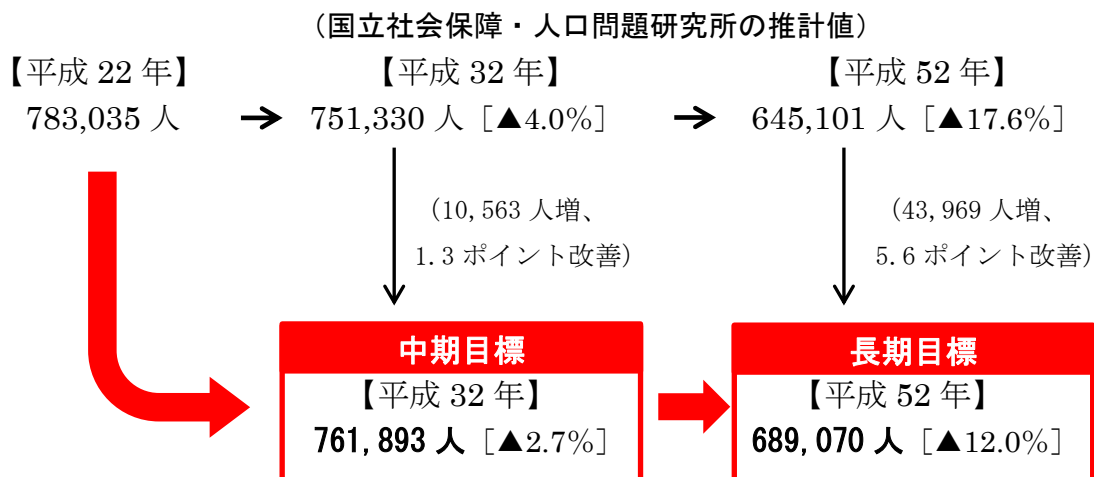 （国立社会保障・人口問題研究所の推計値）
【平成 22 年】 【平成 32 年】 【平成 52 年】
783,035 人 → 751,330 人［▲4.0%］ → 645,101 人［▲17.6%］
（10,563 人増、 （43,969 人増、
1.3 ポイント改善） 5.6 ポイント改善）
中期目標 長期目標
【平成 32 年】 【平成 52 年】
761,893 人［▲2.7%］ 689,070 人［▲12.0%］